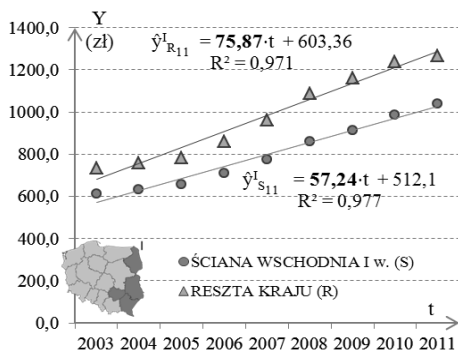 Y
(zł)
1400,0
1200,0
1000,0
800,0
600,0
400,0
200,0
0,0
ŷᴵR₁₁ = 75,87·t + 603,36
R² = 0,971
ŷᴵS₁₁ = 57,24·t + 512,1
R² = 0,977
I
ŚCIANA WSCHODNIA I w. (S)
RESZTA KRAJU (R)
t
2003 2004 2005 2006 2007 2008 2009 2010 2011